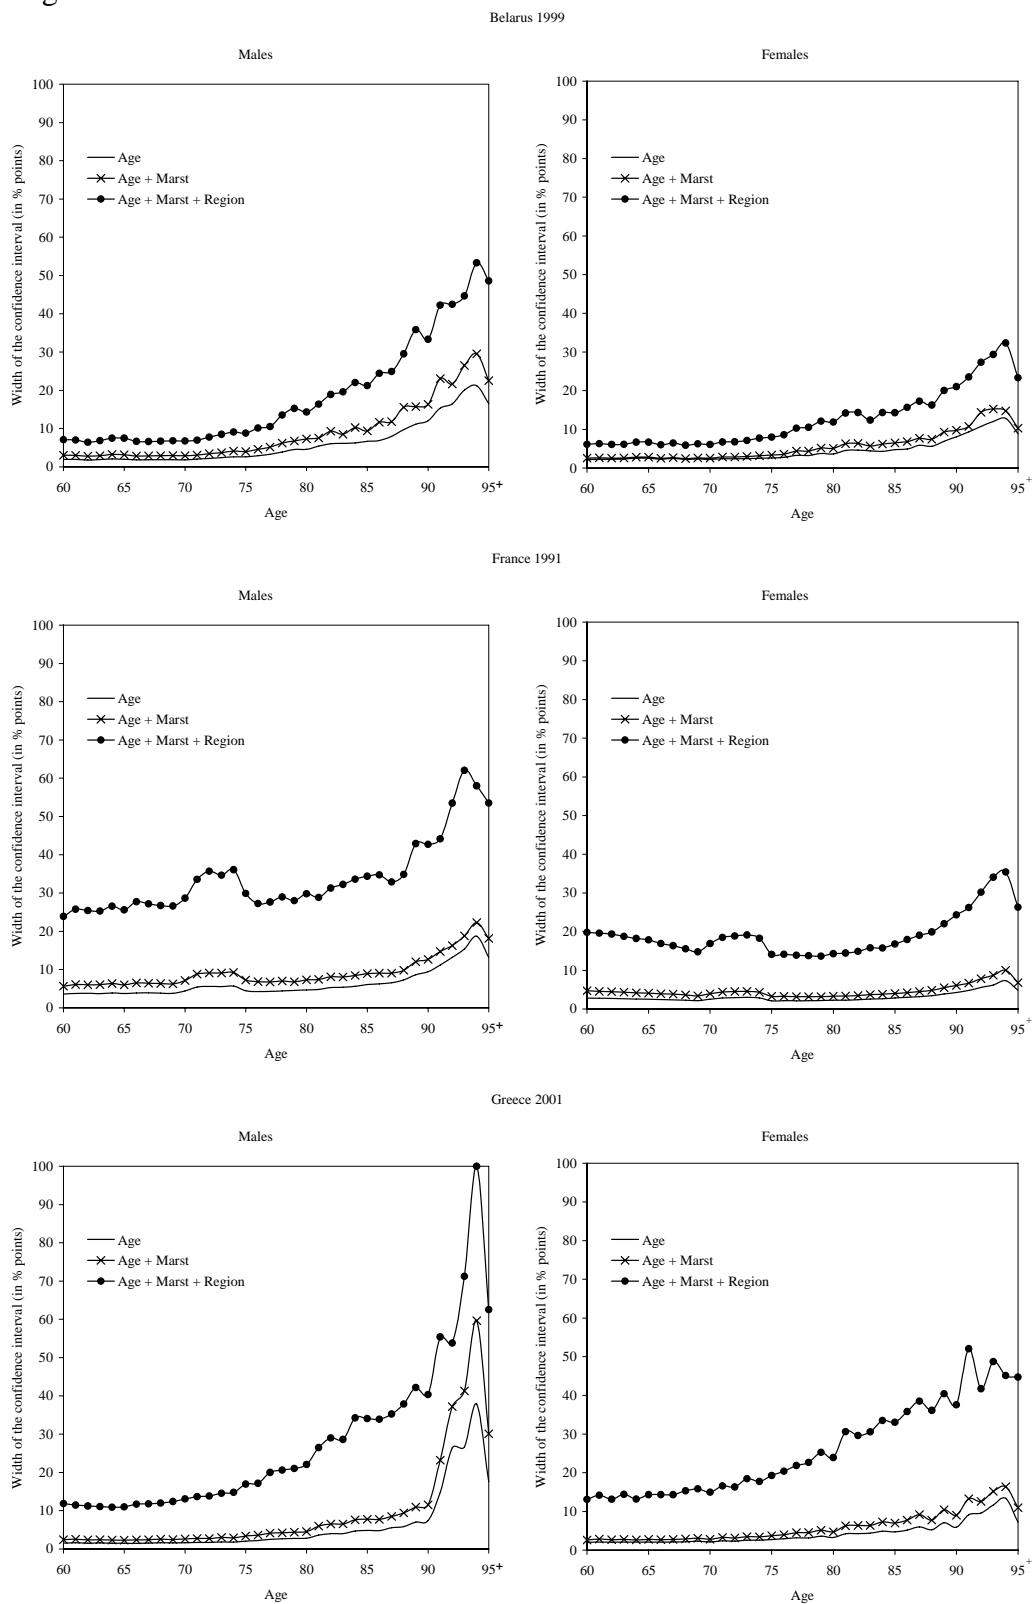 Belarus 1999
Males
Females
Width of the confidence interval (in % points)
100
90
80
70
60
50
40
30
20
10
0
Age
Age + Marst
Age + Marst + Region
60 65 70 75 80 85 90 95+
Age
Width of the confidence interval (in % points)
100
90
80
70
60
50
40
30
20
10
0
Age
Age + Marst
Age + Marst + Region
60 65 70 75 80 85 90 95+
Age
France 1991
Males
Females
Width of the confidence interval (in % points)
100
90
80
70
60
50
40
30
20
10
0
Age
Age + Marst
Age + Marst + Region
60 65 70 75 80 85 90 95+
Age
Width of the confidence interval (in % points)
100
90
80
70
60
50
40
30
20
10
0
Age
Age + Marst
Age + Marst + Region
60 65 70 75 80 85 90 95+
Age
Greece 2001
Males
Females
Width of the confidence interval (in % points)
100
90
80
70
60
50
40
30
20
10
0
Age
Age + Marst
Age + Marst + Region
60 65 70 75 80 85 90 95+
Age
Width of the confidence interval (in % points)
100
90
80
70
60
50
40
30
20
10
0
Age
Age + Marst
Age + Marst + Region
60 65 70 75 80 85 90 95+
Age